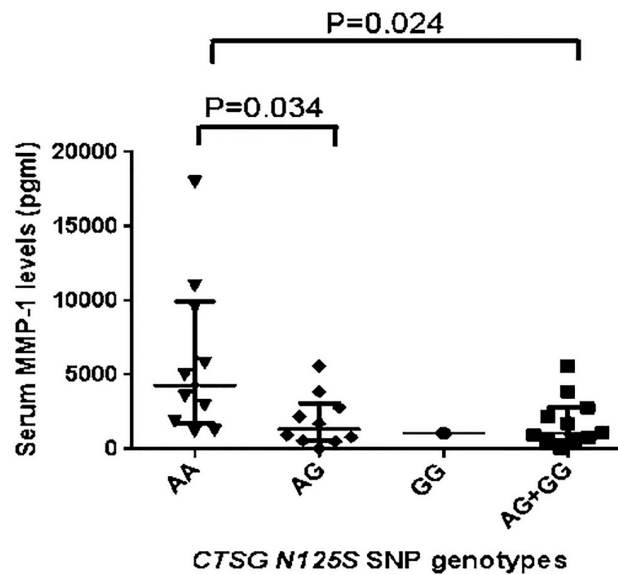 P=0.024
P=0.034
Serum MMP-1 levels (pgml)
20000
15000
10000
5000
0
AA
AG
GG
AG+GG
CTSG N125S SNP genotypes